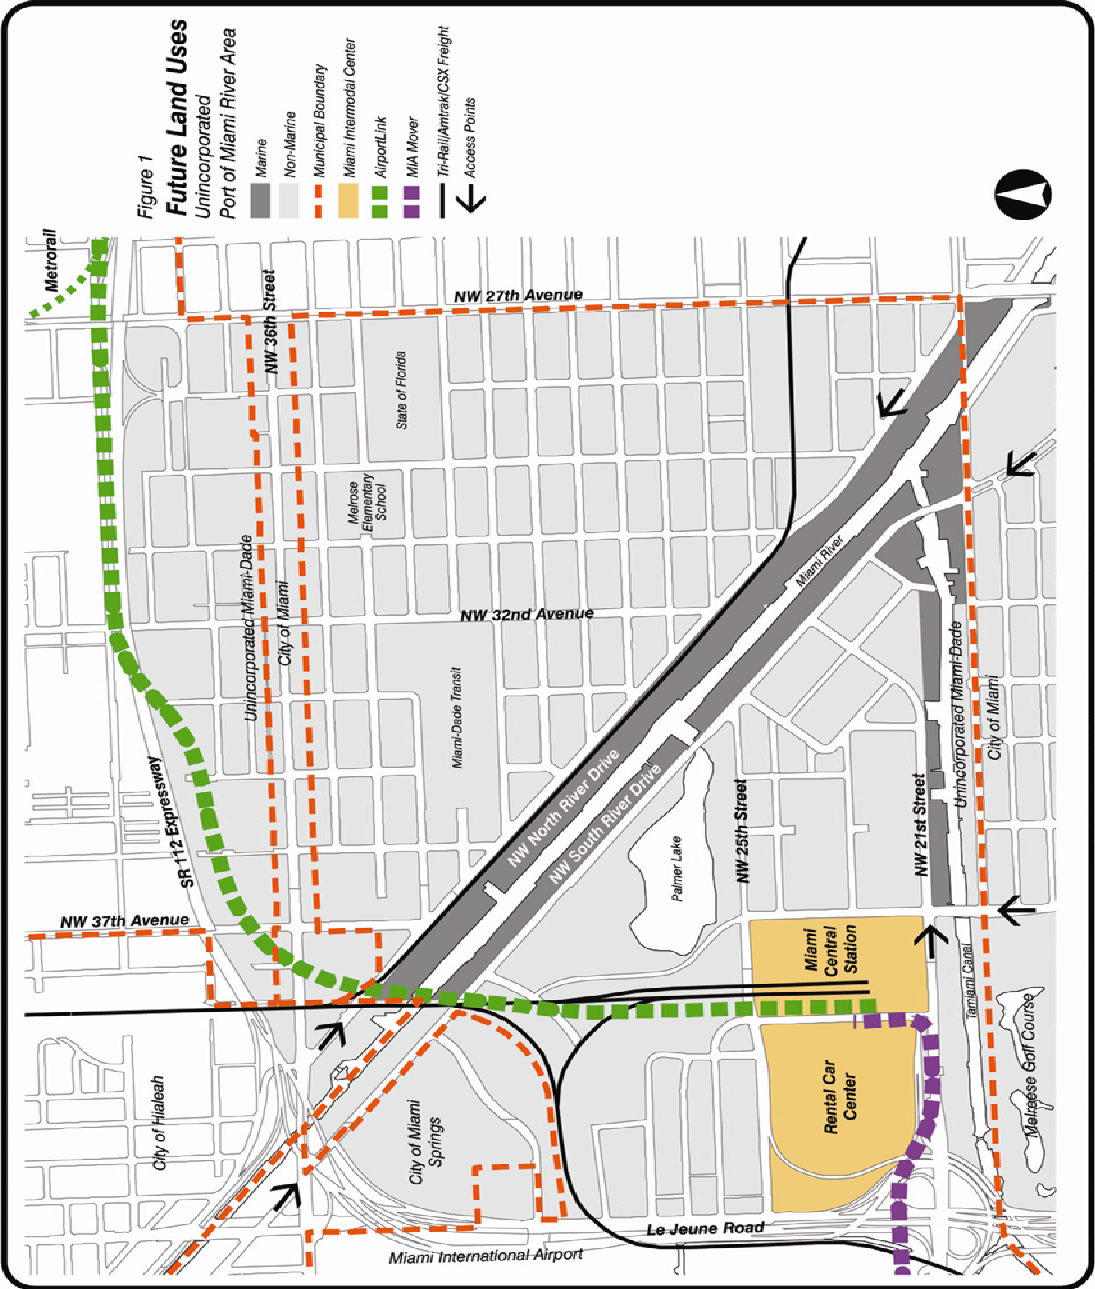 Figure 1
Future Land Uses
Unincorporated
Port of Miami River Area
Marine
Non-Marine
Municipal Boundary
Miami Intermodal Center
AirportLink
MIA Mover
Tri-Rail/Amtrak/CSX Freight
Access Points
Metrorail
NW 36th Street
NW 27th Avenue
State of Florida
Melrose
Elementary
School
Unincorporated Miami-Dade
City of Miami
NW 32nd Avenue
Miami River
Miami-Dade Transit
SR 112 Expressway
NW 37th Avenue
NW North River Drive
NW South River Drive
Palmer Lake
NW 25th Street
NW 21st Street
Unincorporated Miami-Dade
City of Miami
Miami
Central
Station
Tamiami Canal
Melreese Golf Course
Rental Car
Center
City of Hialeah
City of Miami
Springs
Le Jeune Road
Miami International Airport